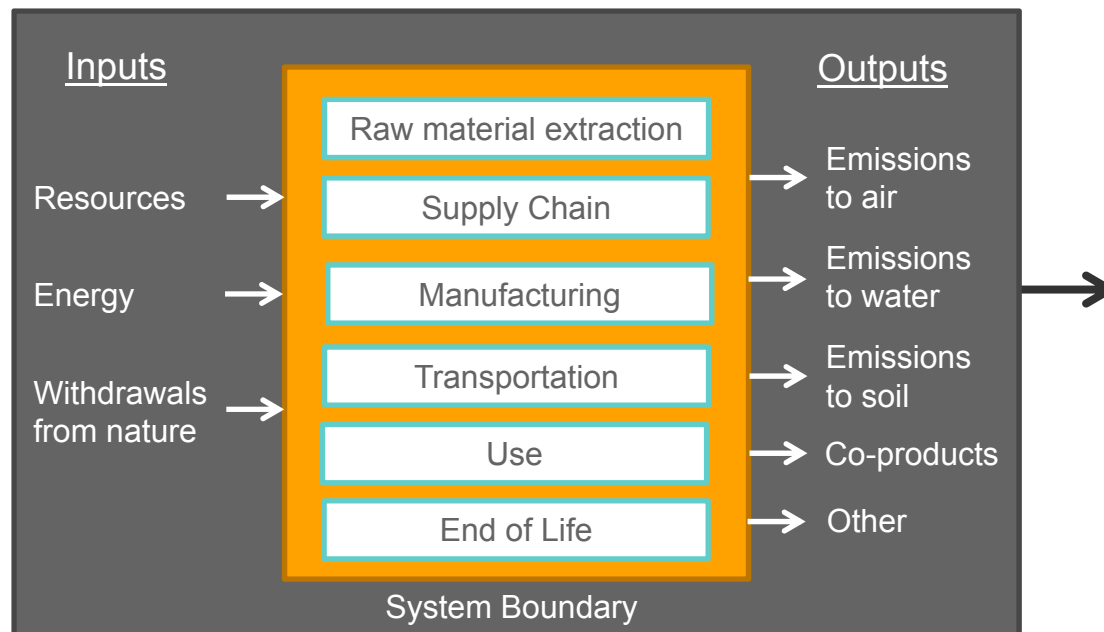 Inputs
Resources
Energy
Withdrawals
from nature
Raw material extraction
Supply Chain
Manufacturing
Transportation
Use
End of Life
System Boundary
Outputs
Emissions
to air
Emissions
to water
Emissions
to soil
Co-products
Other